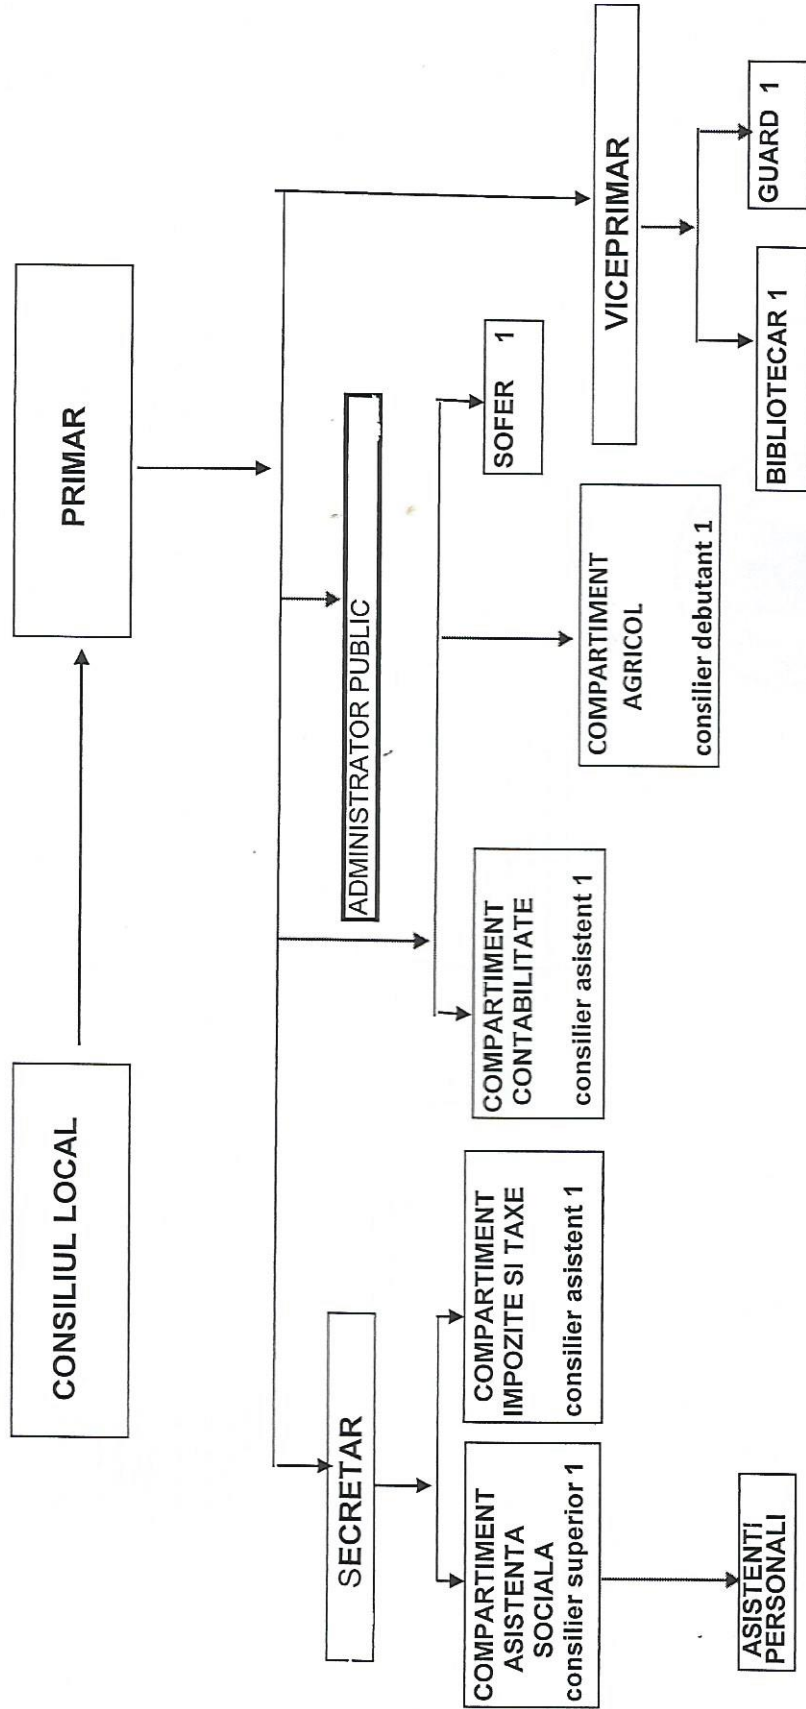 CONSILIUL LOCAL
PRIMAR
ADMINISTRATOR PUBLIC
SECRETAR
VICEPRIMAR
COMPARTIMENT
ASISTENTA
SOCIALA
consilier superior 1
COMPARTIMENT
IMPOZITE SI TAXE
consilier asistent 1
COMPARTIMENT
CONTABILITATE
consilier asistent 1
COMPARTIMENT
AGRICOL
consilier debutant 1
SOFER 1
ASISTENTI
PERSONALI
BIBLIOTECAR 1
GUARD 1